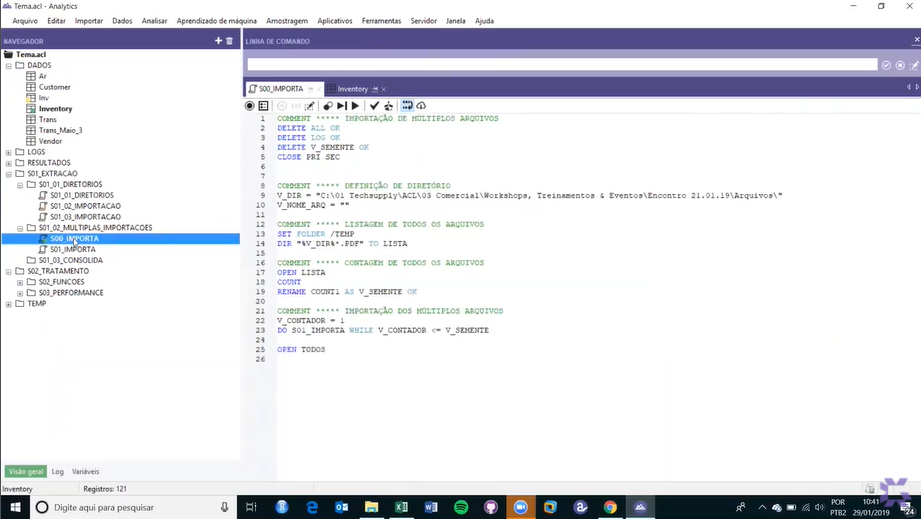 Tema.acl - Analytics
Arquivo Editar Importar Dados Analisar Aprendizado de máquina Amostragem Aplicativos Ferramentas Servidor Janela Ajuda
NAVEGADOR
Tema.acl
DADOS
Ar
Customer
Inv
Inventory
Trans
Trans_Maio_3
Vendor
LOGS
RESULTADOS
S01_EXTRACAO
S01_01_DIRETORIOS
S01_01_DIRETORIOS
S01_02_IMPORTACAO
S01_03_IMPORTACAO
S01_02_MULTIPLAS_IMPORTACOES
S00_IMPORTA
S01_IMPORTA
S01_03_CONSOLIDA
S02_TRATAMENTO
S02_FUNCOES
S03_PERFORMANCE
TEMP
Visão geral Log Variáveis
LINHA DE COMANDO
S00_IMPORTA Inventory
1 COMMENT ***** IMPORTAÇÃO DE MÚLTIPLOS ARQUIVOS
2 DELETE ALL OK
3 DELETE LOG OK
4 DELETE V_SEMENTE OK
5 CLOSE PRI SEC
6
7
8 COMMENT ***** DEFINIÇÃO DE DIRETÓRIO
9 V_DIR = "C:\01 Techsupply\ACL\03 Comercial\Workshops, Treinamentos & Eventos\Encontro 21.01.19\Arquivos\"
10 V_NOME_ARQ = ""
11
12 COMMENT ***** LISTAGEM DE TODOS OS ARQUIVOS
13 SET FOLDER /TEMP
14 DIR "%V_DIR%*.PDF" TO LISTA
15
16 COMMENT ***** CONTAGEM DE TODOS OS ARQUIVOS
17 OPEN LISTA
18 COUNT
19 RENAME COUNT1 AS V_SEMENTE OK
20
21 COMMENT ***** IMPORTAÇÃO DOS MÚLTIPLOS ARQUIVOS
22 V_CONTADOR = 1
23 DO S01_IMPORTA WHILE V_CONTADOR <= V_SEMENTE
24
25 OPEN TODOS
26
Inventory Registros: 121
Digite aqui para pesquisar
POR
PTB2
10:41
29/01/2019
24